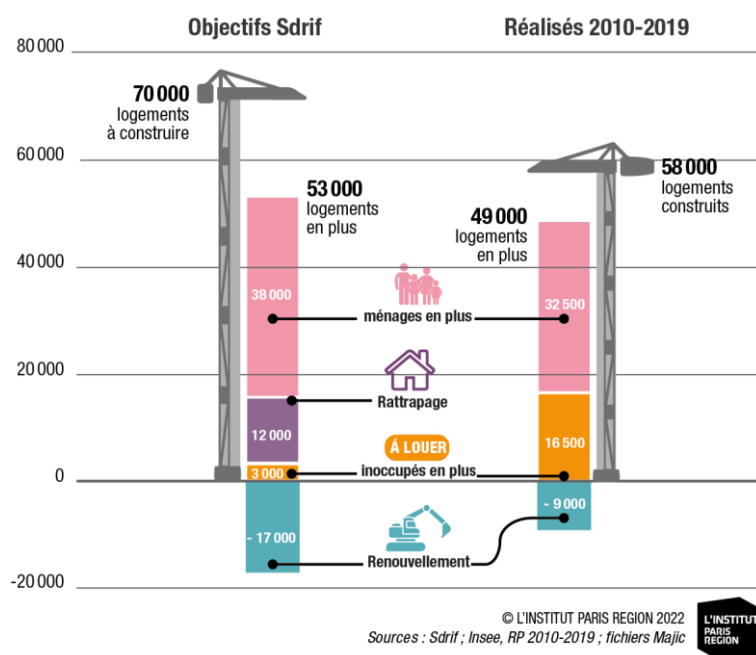 Objectifs Sdrif
Réalisés 2010-2019
80 000
60 000
40 000
20 000
0
-20 000
70 000
logements
à construire
53 000
logements
en plus
49 000
logements
en plus
58 000
logements
construits
38 000
ménages en plus
32 500
Rattrapage
12 000
Á LOUER
16 500
3 000
inoccupés en plus
- 17 000
Renouvellement
- 9 000
© L'INSTITUT PARIS REGION 2022
Sources : Sdrif ; Insee, RP 2010-2019 ; fichiers Majic
L'INSTITUT
PARIS
REGION